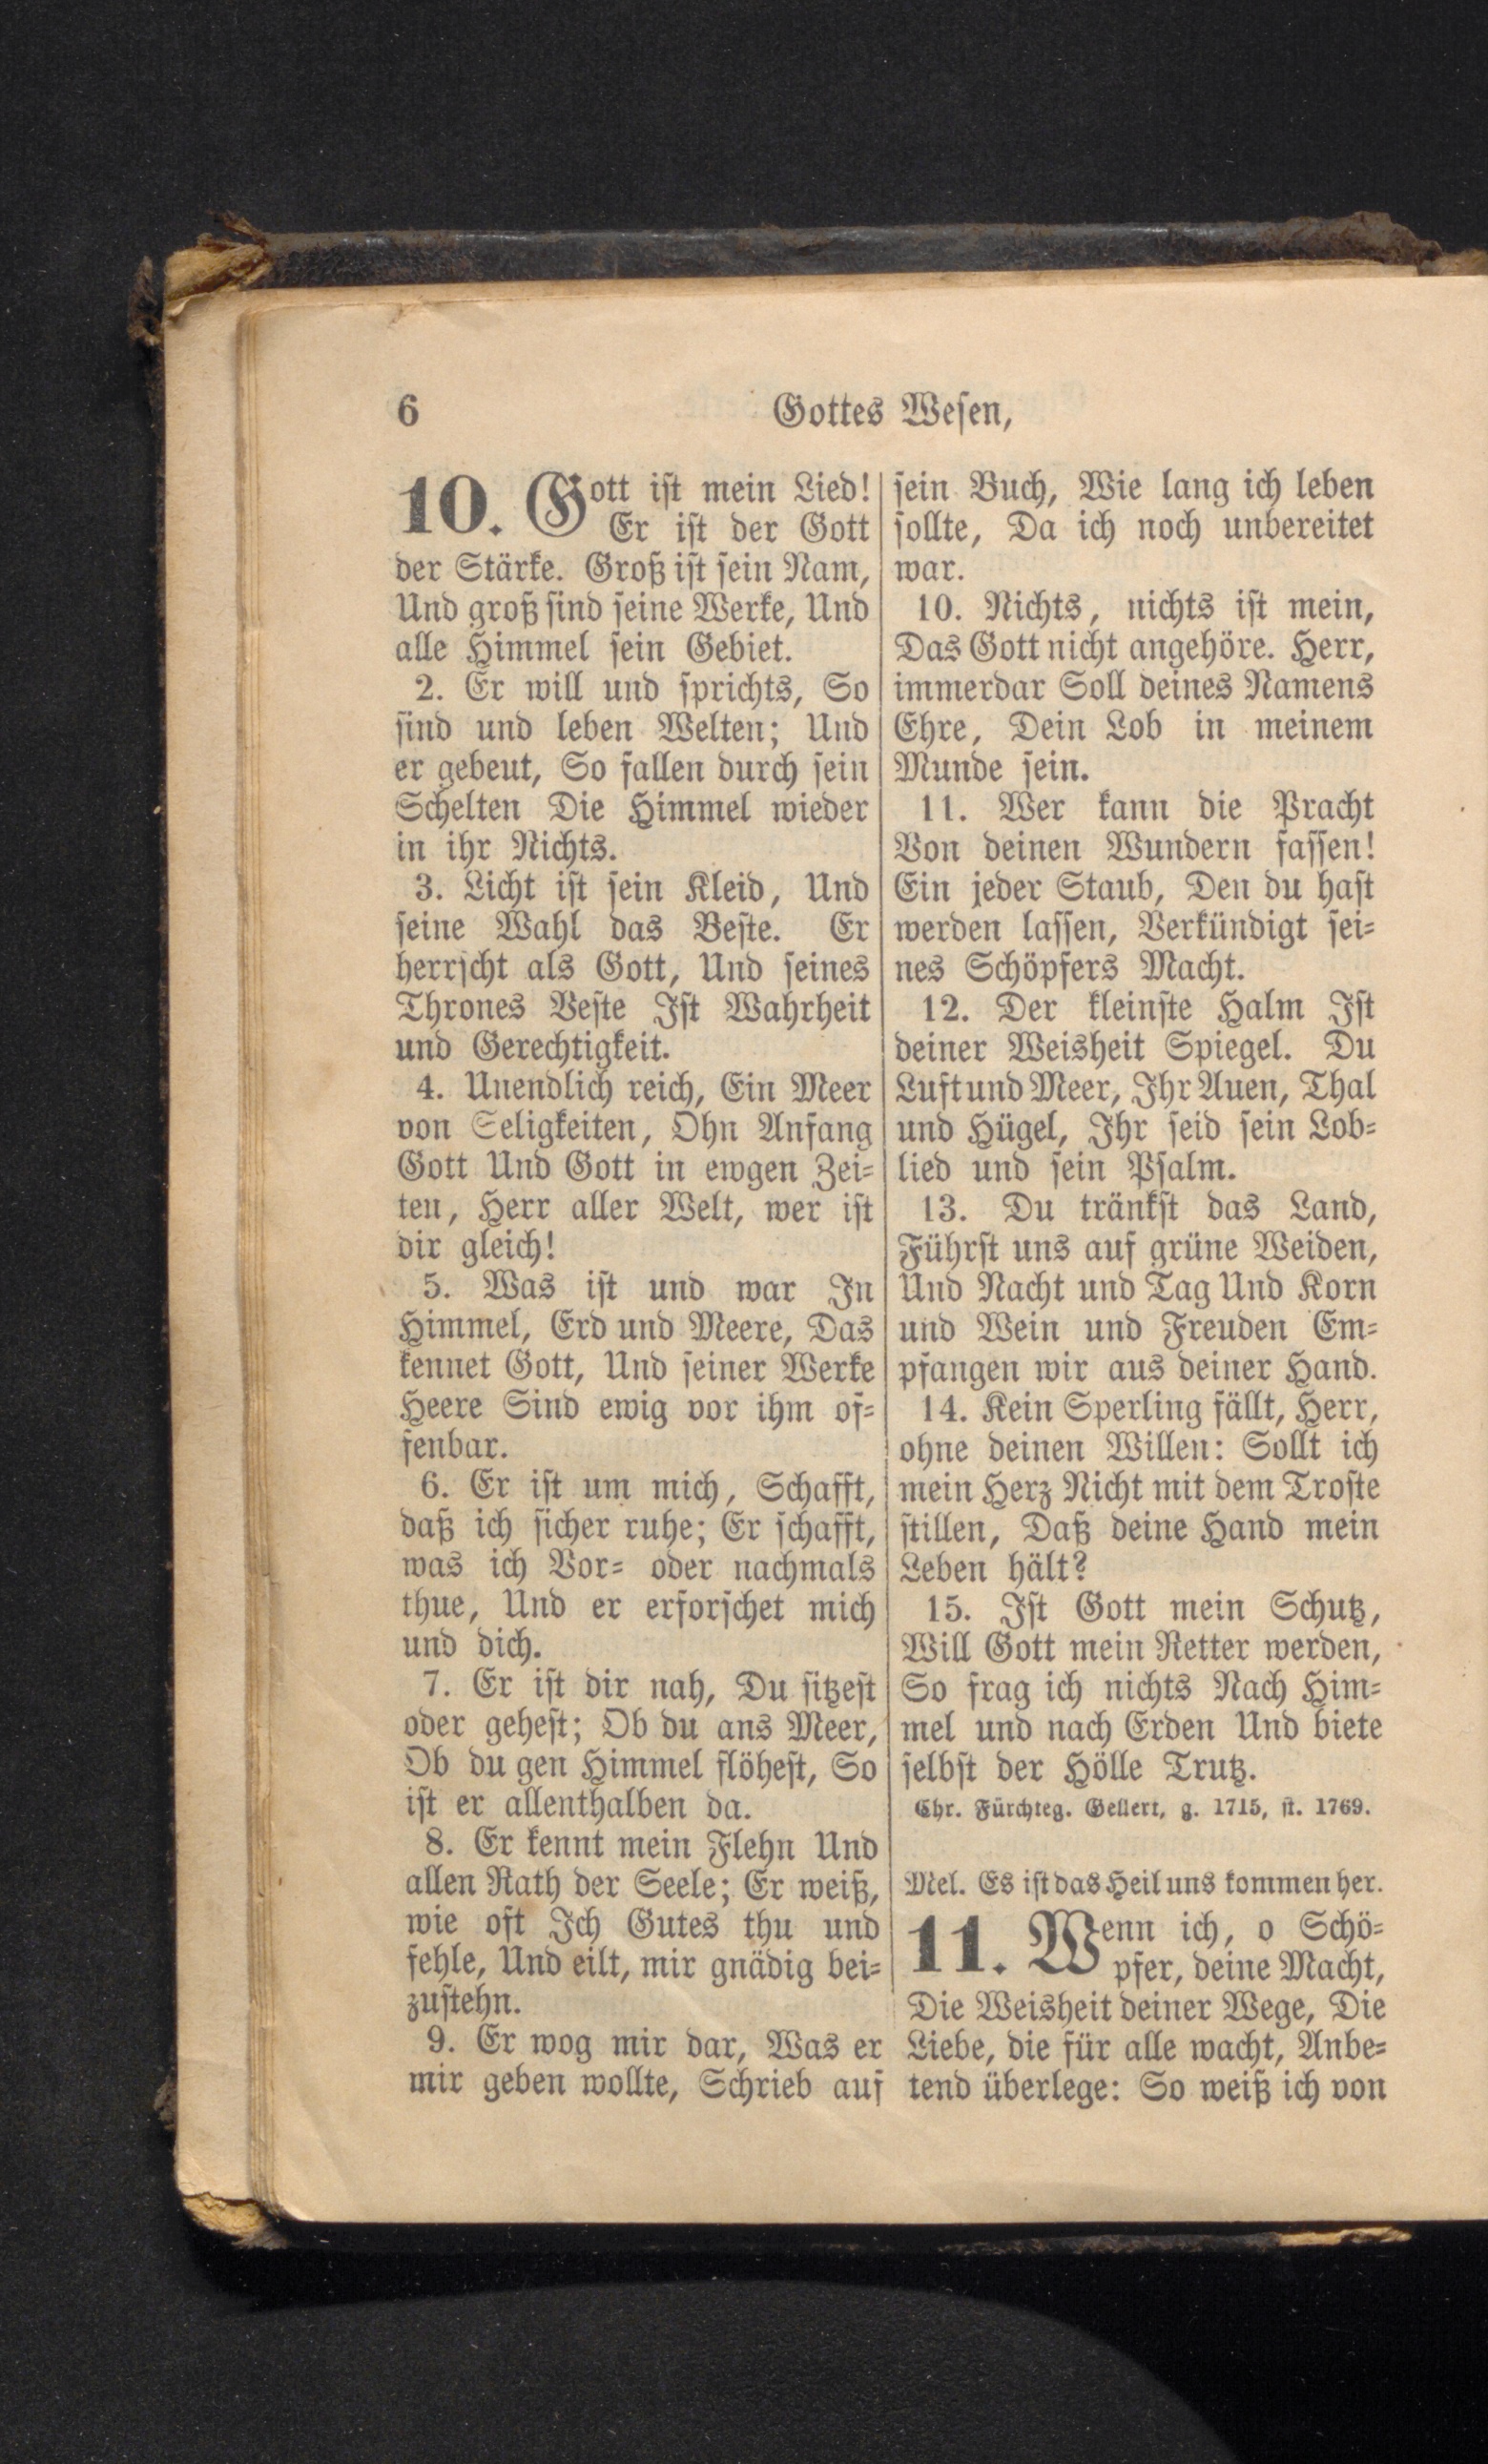 6
Gottes Wesen,
10. Gott ist mein Lied!
Er ist der Gott
der Stärke. Groß ist sein Nam,
Und groß sind seine Werke, Und
alle Himmel sein Gebiet.
2. Er will und sprichts, So
sind und leben Welten; Und
er gebeut, So fallen durch sein
Schelten Die Himmel wieder
in ihr Nichts.
3. Licht ist sein Kleid, Und
seine Wahl das Beste. Er
herrscht als Gott, Und seines
Thrones Veste Ist Wahrheit
und Gerechtigkeit.
4. Unendlich reich, Ein Meer
von Seligkeiten, Ohn Anfang
Gott Und Gott in ewgen Zei-
ten, Herr aller Welt, wer ist
dir gleich!
5. Was ist und war In
Himmel, Erd und Meere, Das
kennet Gott, Und seiner Werke
Heere Sind ewig vor ihm of-
fenbar.
6. Er ist um mich, Schafft,
daß ich sicher ruhe; Er schafft,
was ich Vor- oder nachmals
thue, Und er erforschet mich
und dich.
7. Er ist dir nah, Du sitzest
oder gehest; Ob du ans Meer,
Ob du gen Himmel flöhest, So
ist er allenthalben da.
8. Er kennt mein Flehn Und
allen Rath der Seele; Er weiß,
wie oft Ich Gutes thu und
fehle, Und eilt, mir gnädig bei-
zustehn.
9. Er wog mir dar, Was er
mir geben wollte, Schrieb auf
sein Buch, Wie lang ich leben
sollte, Da ich noch unbereitet
war.
10. Nichts, nichts ist mein,
Das Gott nicht angehöre. Herr,
immerdar Soll deines Namens
Ehre, Dein Lob in meinem
Munde sein.
11. Wer kann die Pracht
Von deinen Wundern fassen!
Ein jeder Staub, Den du hast
werden lassen, Verkündigt sei-
nes Schöpfers Macht.
12. Der kleinste Halm Ist
deiner Weisheit Spiegel. Du
Luft und Meer, Ihr Auen, Thal
und Hügel, Ihr seid sein Lob-
lied und sein Psalm.
13. Du tränkst das Land,
Führst uns auf grüne Weiden,
Und Nacht und Tag Und Korn
und Wein und Freuden Em-
pfangen wir aus deiner Hand.
14. Kein Sperling fällt, Herr,
ohne deinen Willen: Sollt ich
mein Herz Nicht mit dem Troste
stillen, Daß deine Hand mein
Leben hält?
15. Ist Gott mein Schutz,
Will Gott mein Retter werden,
So frag ich nichts Nach Him-
mel und nach Erden Und biete
selbst der Hölle Trutz.
Chr. Fürchteg. Gellert, g. 1715, st. 1769.
Mel. Es ist das Heil uns kommen her.
11. Wenn ich, o Schö-
pfer, deine Macht,
Die Weisheit deiner Wege, Die
Liebe, die für alle wacht, Anbe-
tend überlege: So weiß ich von